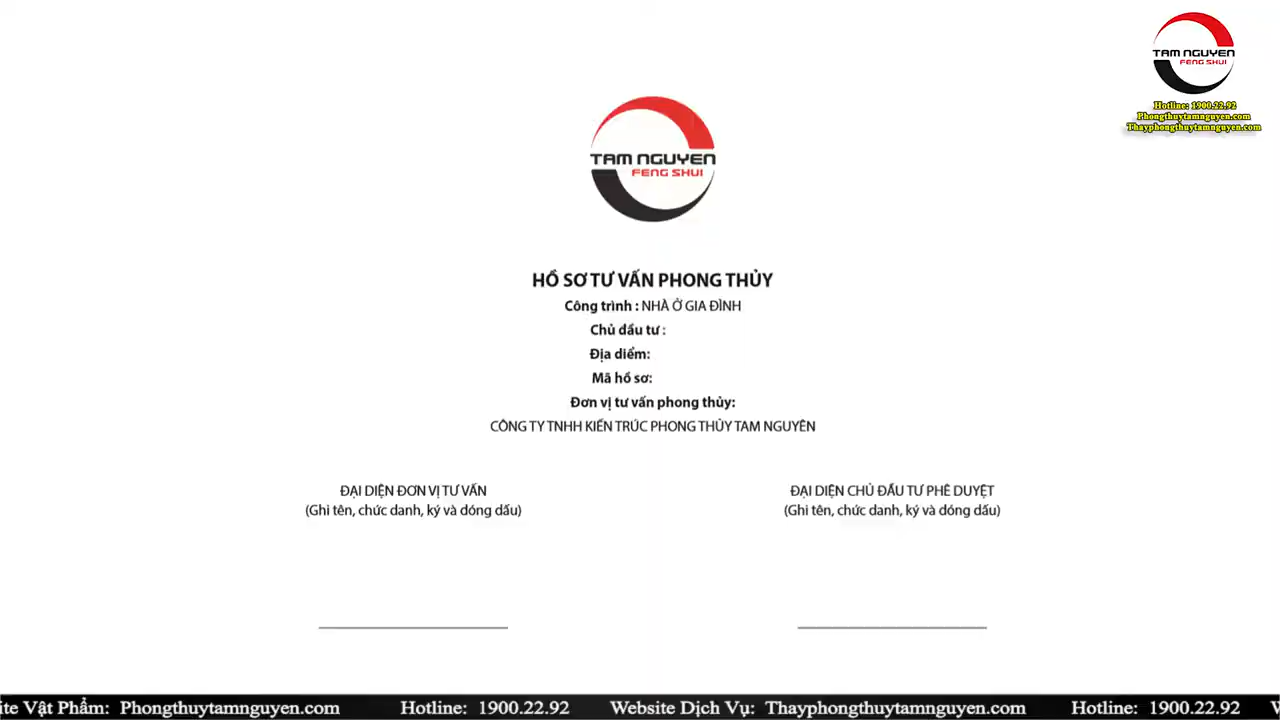 TAM NGUYEN
FENG SHUI
Hotline: 1900.22.92
Phongthuytamnguyen.com
Thayphongthuytamnguyen.com
TAM NGUYEN
FENG SHUI
HỒ SƠ TƯ VẤN PHONG THỦY
Công trình : NHÀ Ở GIA ĐÌNH
Chủ đầu tư :
Địa điểm:
Mã hồ sơ:
Đơn vị tư vấn phong thủy:
CÔNG TY TNHH KIẾN TRÚC PHONG THỦY TAM NGUYÊN
ĐẠI DIỆN ĐƠN VỊ TƯ VẤN
(Ghi tên, chức danh, ký và đóng dấu)
ĐẠI DIỆN CHỦ ĐẦU TƯ PHÊ DUYỆT
(Ghi tên, chức danh, ký và đóng dấu)
ite Vật Phẩm: Phongthuytamnguyen.com Hotline: 1900.22.92 Website Dịch Vụ: Thayphongthuytamnguyen.com Hotline: 1900.22.92